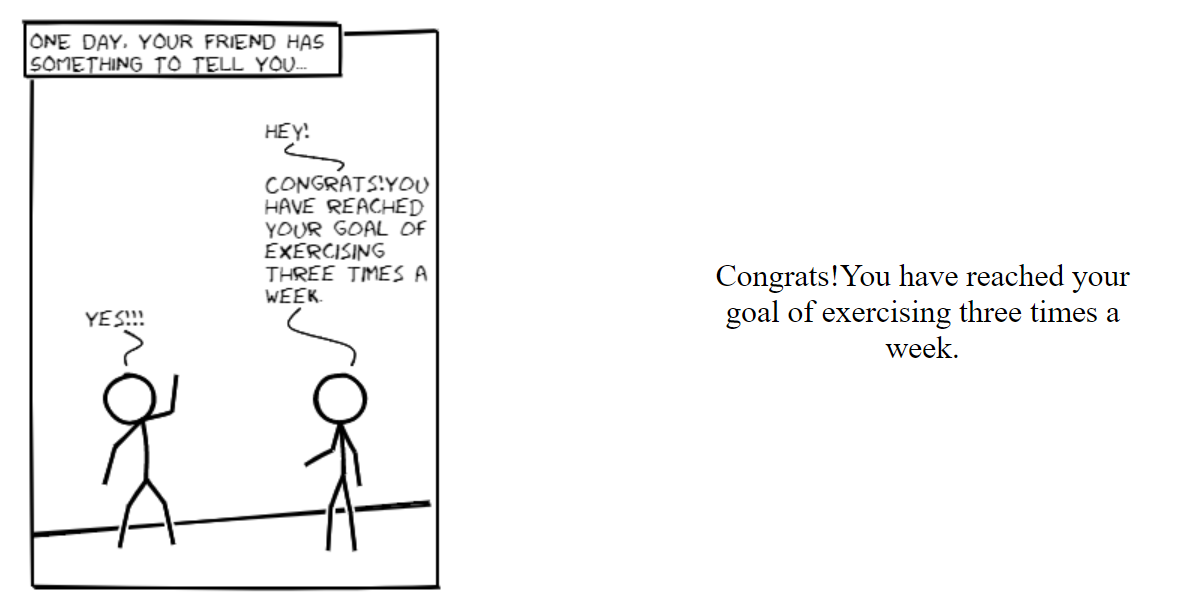 ONE DAY, YOUR FRIEND HAS
SOMETHING TO TELL YOU...
HEY!
CONGRATS!YOU
HAVE REACHED
YOUR GOAL OF
EXERCISING
THREE TIMES A
WEEK.
YES!!!
Congrats!You have reached your
goal of exercising three times a
week.